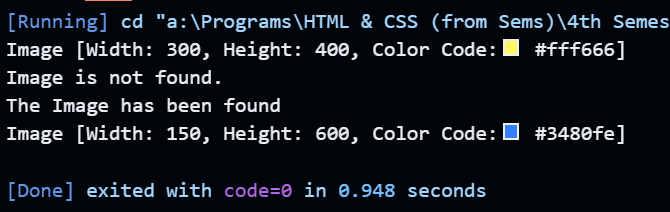 [Running] cd "a:\Programs\HTML & CSS (from Sems)\4th Semes
Image [Width: 300, Height: 400, Color Code: #fff666]
Image is not found.
The Image has been found
Image [Width: 150, Height: 600, Color Code: #3480fe]
[Done] exited with code=0 in 0.948 seconds